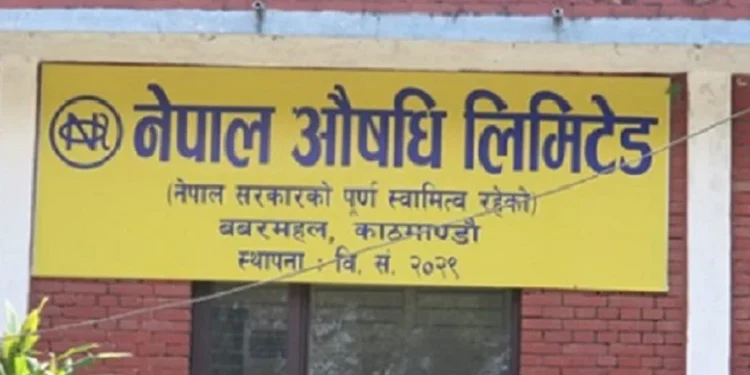 नेपाल औषधि लिमिटेड
(नेपाल सरकारको पूर्ण स्वामित्व रहेको)
बबरमहल, काठमाण्डौ
स्थापना : वि. सं. २०२९